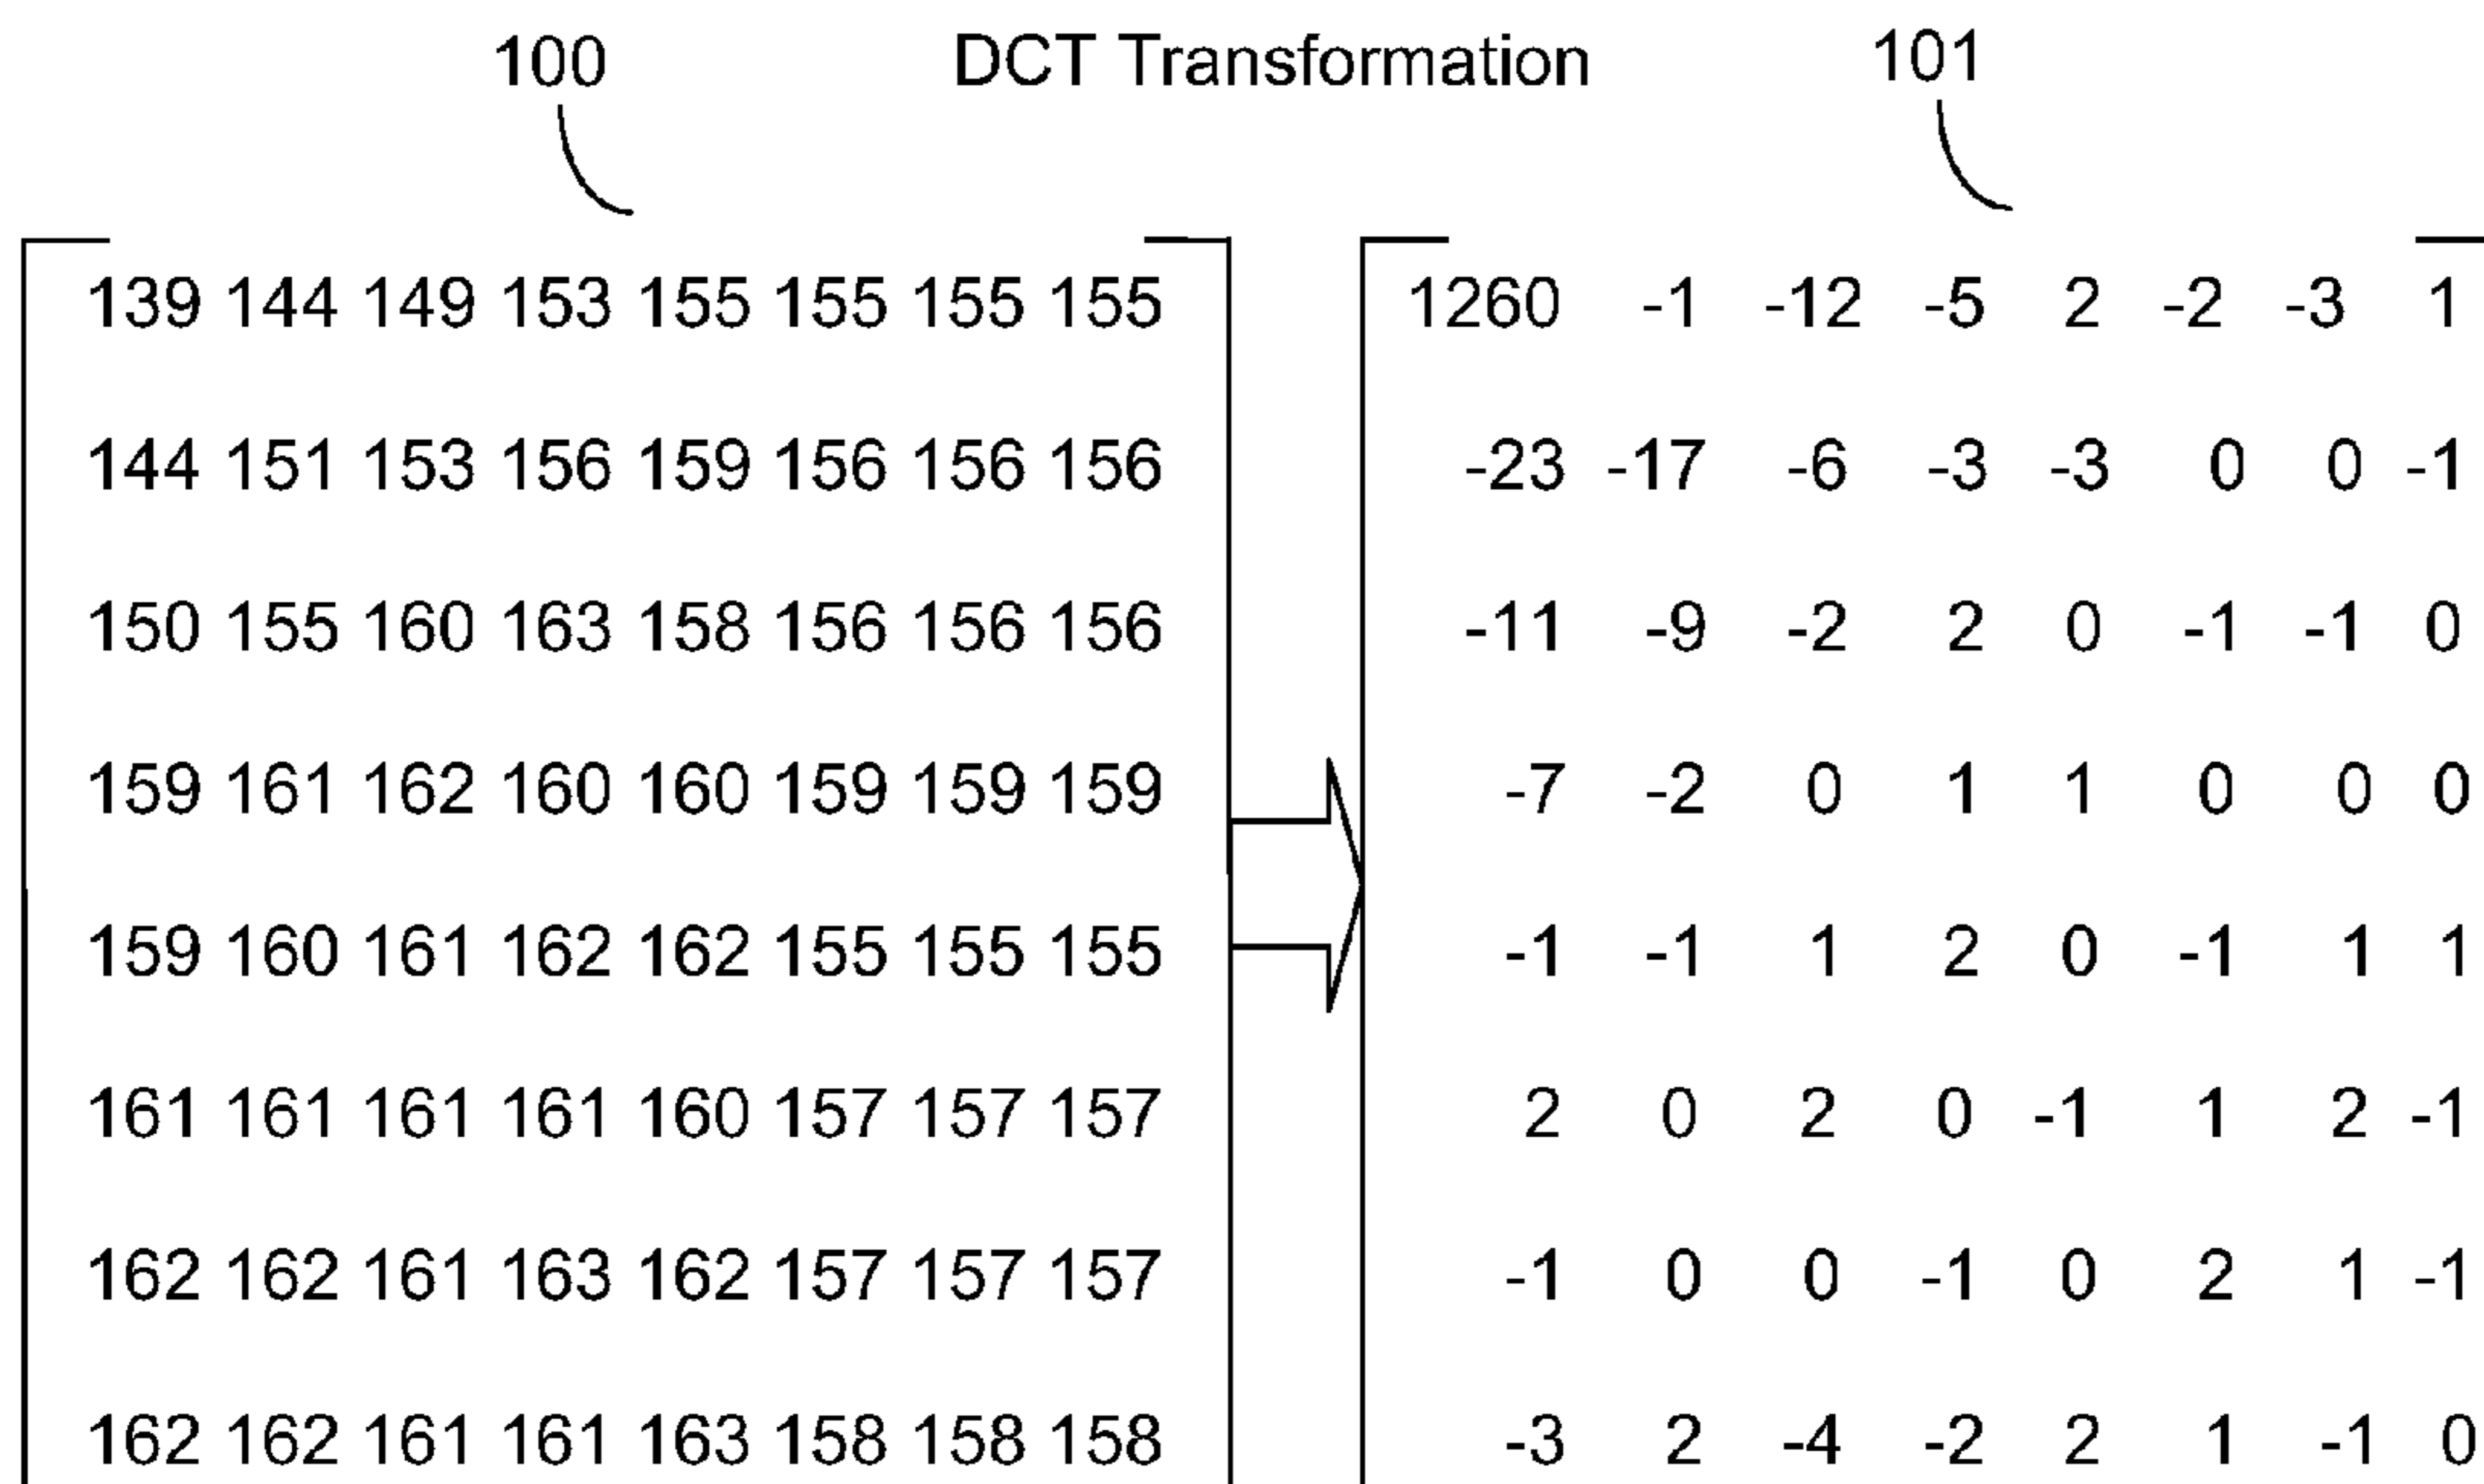 100 DCT Transformation 101
139 144 149 153 155 155 155 155 1260 -1 -12 -5 2 -2 -3 1
144 151 153 156 159 156 156 156 -23 -17 -6 -3 -3 0 0 -1
150 155 160 163 158 156 156 156 -11 -9 -2 2 0 -1 -1 0
159 161 162 160 160 159 159 159 -7 -2 0 1 1 0 0 0
159 160 161 162 162 155 155 155 -1 -1 1 2 0 -1 1 1
161 161 161 161 160 157 157 157 2 0 2 0 -1 1 2 -1
162 162 161 163 162 157 157 157 -1 0 0 -1 0 2 1 -1
162 162 161 161 163 158 158 158 -3 2 -4 -2 2 1 -1 0